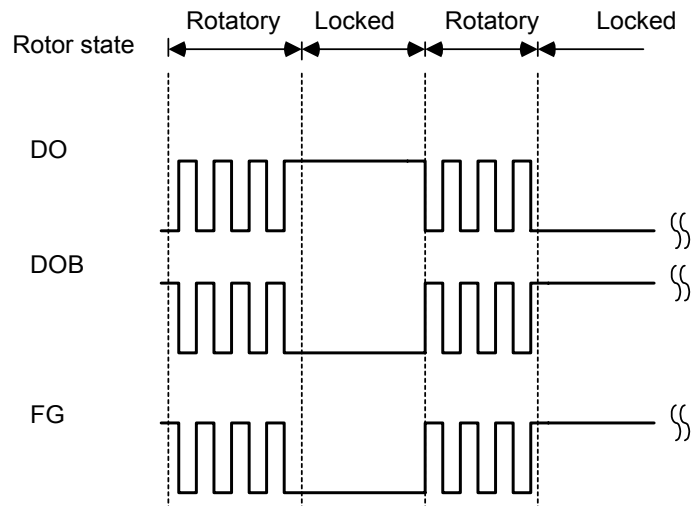 Rotatory Locked Rotatory Locked
Rotor state
DO
DOB
FG